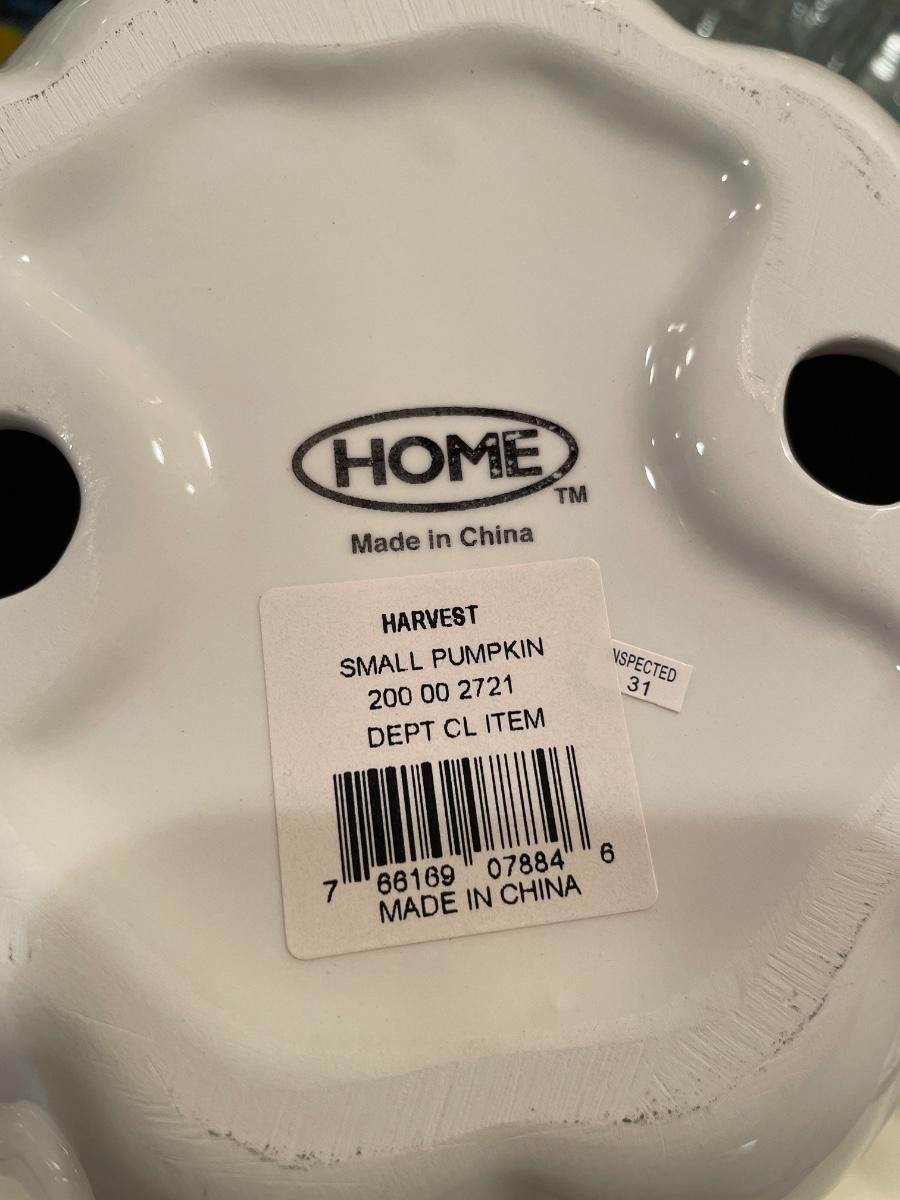 HOME
TM
Made in China
HARVEST
SMALL PUMPKIN
200 00 2721
DEPT CL ITEM
7 66169 07884 6
MADE IN CHINA
NSPECTED
31